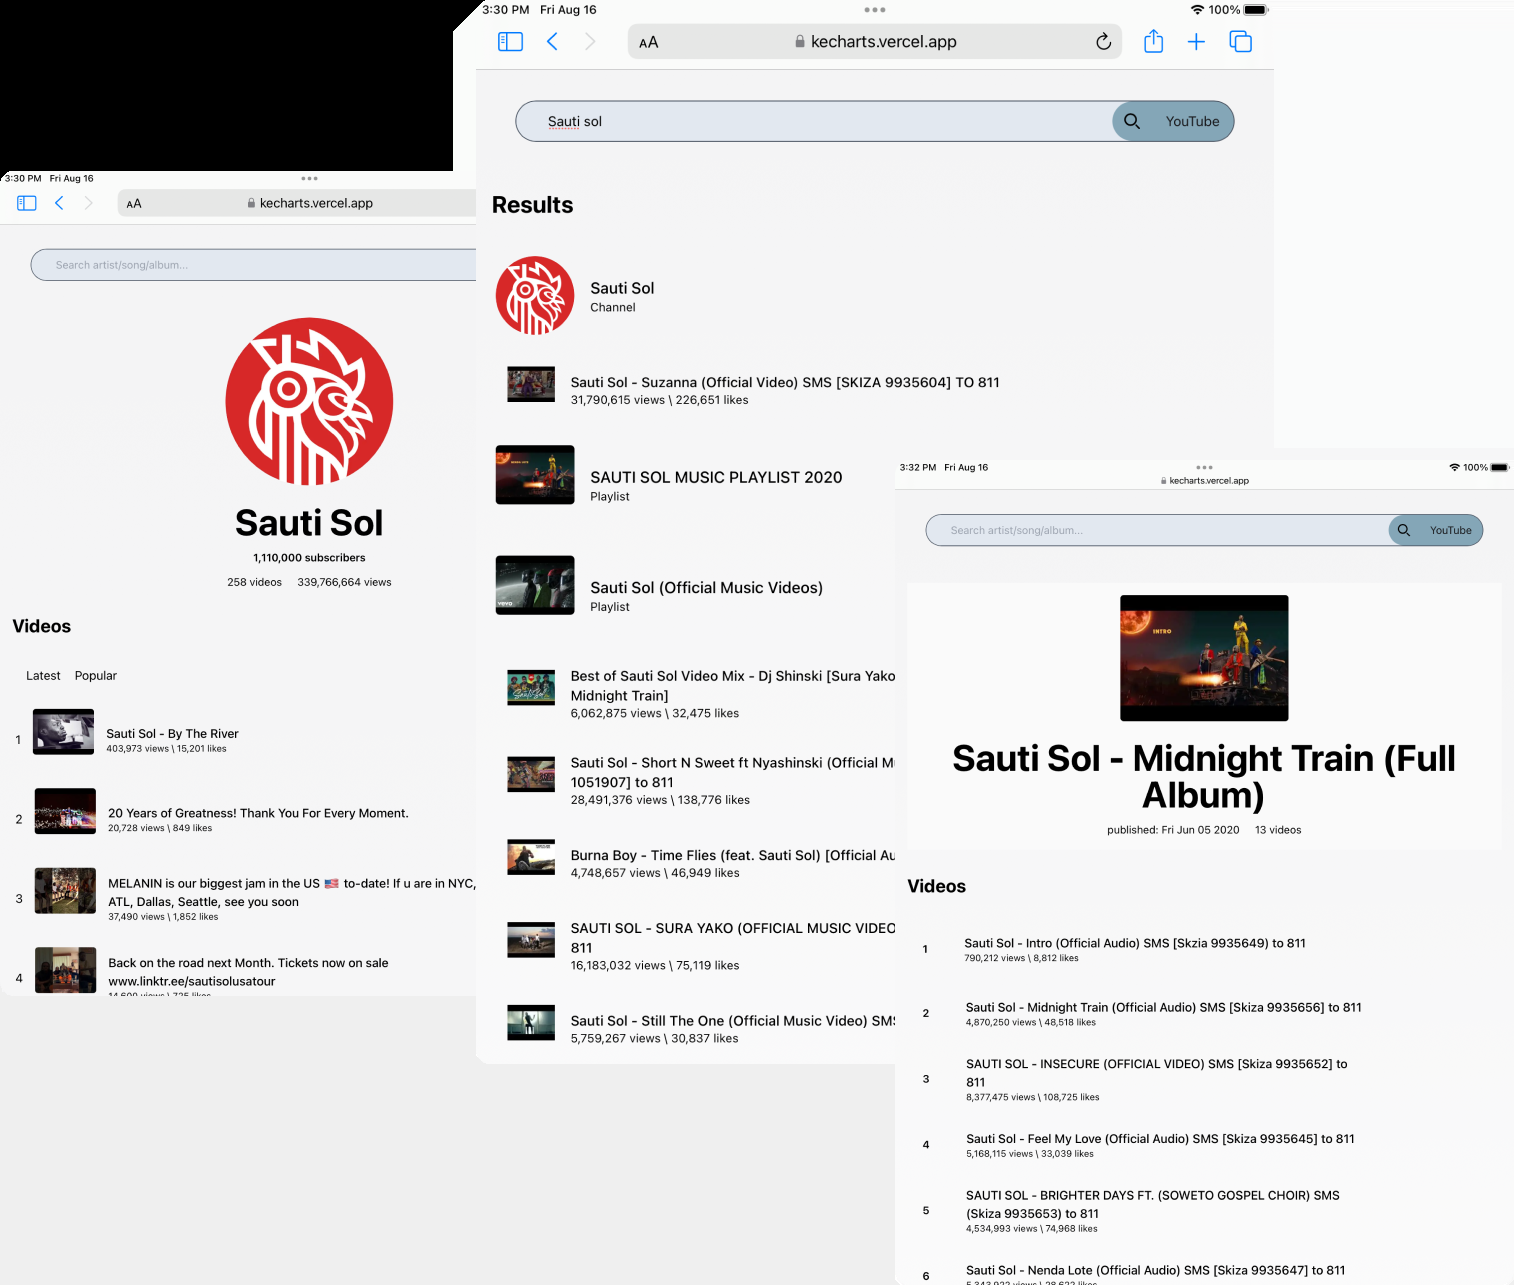 3:30 PM Fri Aug 16
100%
AA
kecharts.vercel.app
Sauti sol
YouTube
Results
Sauti Sol
Channel
Sauti Sol - Suzanna (Official Video) SMS [SKIZA 9935604] TO 811
31,790,615 views \ 226,651 likes
SAUTI SOL MUSIC PLAYLIST 2020
Playlist
Sauti Sol (Official Music Videos)
Playlist
Best of Sauti Sol Video Mix - Dj Shinski [Sura Yako
Midnight Train]
6,062,875 views \ 32,475 likes
Sauti Sol - Short N Sweet ft Nyashinski (Official M
1051907] to 811
28,491,376 views \ 138,776 likes
Burna Boy - Time Flies (feat. Sauti Sol) [Official Au
4,748,657 views \ 46,949 likes
SAUTI SOL - SURA YAKO (OFFICIAL MUSIC VIDEO
811
16,183,032 views \ 75,119 likes
Sauti Sol - Still The One (Official Music Video) SMS
5,759,267 views \ 30,837 likes
3:30 PM Fri Aug 16
AA
kecharts.vercel.app
Search artist/song/album...
Sauti Sol
1,110,000 subscribers
258 videos 339,766,664 views
Videos
Latest Popular
1
Sauti Sol - By The River
403,973 views \ 15,201 likes
2
20 Years of Greatness! Thank You For Every Moment.
20,728 views \ 849 likes
3
MELANIN is our biggest jam in the US 🇺🇸 to-date! If u are in NYC,
ATL, Dallas, Seattle, see you soon
37,490 views \ 1,852 likes
4
Back on the road next Month. Tickets now on sale
www.linktr.ee/sautisolusatour
14,600 views \ 725 likes
3:32 PM Fri Aug 16
100%
kecharts.vercel.app
Search artist/song/album...
YouTube
INTRO
Sauti Sol - Midnight Train (Full
Album)
published: Fri Jun 05 2020 13 videos
Videos
1
Sauti Sol - Intro (Official Audio) SMS [Skzia 9935649) to 811
790,212 views \ 8,812 likes
2
Sauti Sol - Midnight Train (Official Audio) SMS [Skiza 9935656] to 811
4,870,250 views \ 48,518 likes
3
SAUTI SOL - INSECURE (OFFICIAL VIDEO) SMS [Skiza 9935652] to
811
8,377,475 views \ 108,725 likes
4
Sauti Sol - Feel My Love (Official Audio) SMS [Skiza 9935645] to 811
5,168,115 views \ 33,039 likes
5
SAUTI SOL - BRIGHTER DAYS FT. (SOWETO GOSPEL CHOIR) SMS
(Skiza 9935653) to 811
4,534,993 views \ 74,968 likes
6
Sauti Sol - Nenda Lote (Official Audio) SMS [Skiza 9935647] to 811